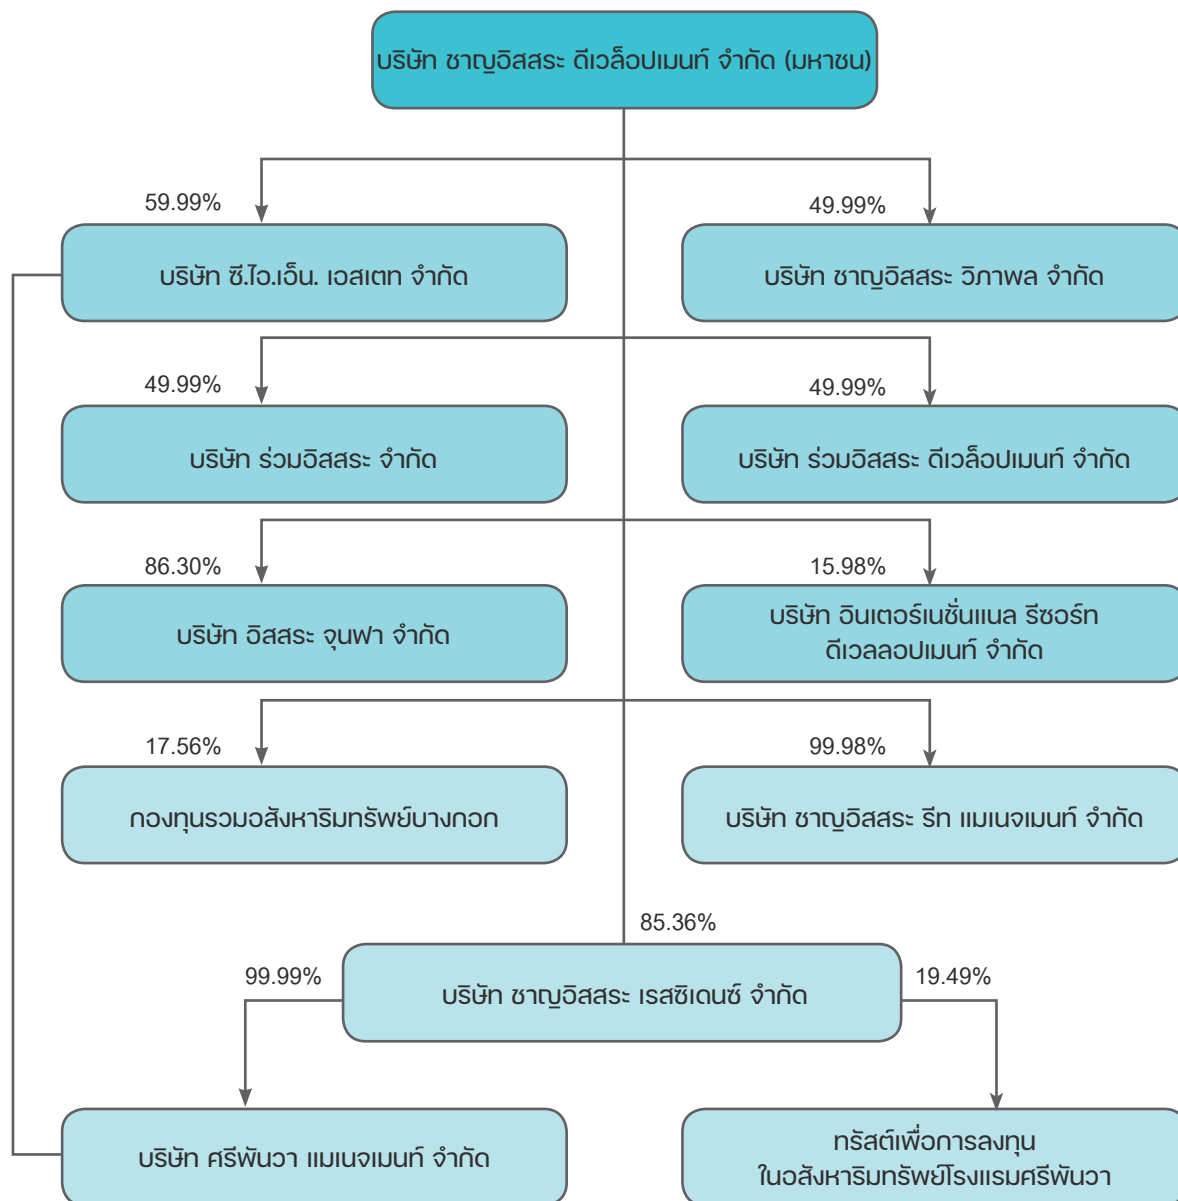 บริษัท ชาญอิสสระ ดีเวล็อปเมนท์ จำกัด (มหาชน)
59.99%
49.99%
บริษัท ซี.ไอ.เอ็น. เอสเตท จำกัด
บริษัท ชาญอิสสระ วิภาพล จำกัด
49.99%
49.99%
บริษัท ร่วมอิสสระ จำกัด
บริษัท ร่วมอิสสระ ดีเวล็อปเมนท์ จำกัด
86.30%
15.98%
บริษัท อิสสระ จุนฟา จำกัด
บริษัท อินเตอร์เนชั่นแนล รีซอร์ท
ดีเวลลอปเมนท์ จำกัด
17.56%
99.98%
กองทุนรวมอสังหาริมทรัพย์บางกอก
บริษัท ชาญอิสสระ รีท แมเนจเมนท์ จำกัด
85.36%
99.99%
19.49%
บริษัท ชาญอิสสระ เรสซิเดนซ์ จำกัด
บริษัท ศรีพันวา แมเนจเมนท์ จำกัด
ทรัสต์เพื่อการลงทุน
ในอสังหาริมทรัพย์โรงแรมศรีพันวา